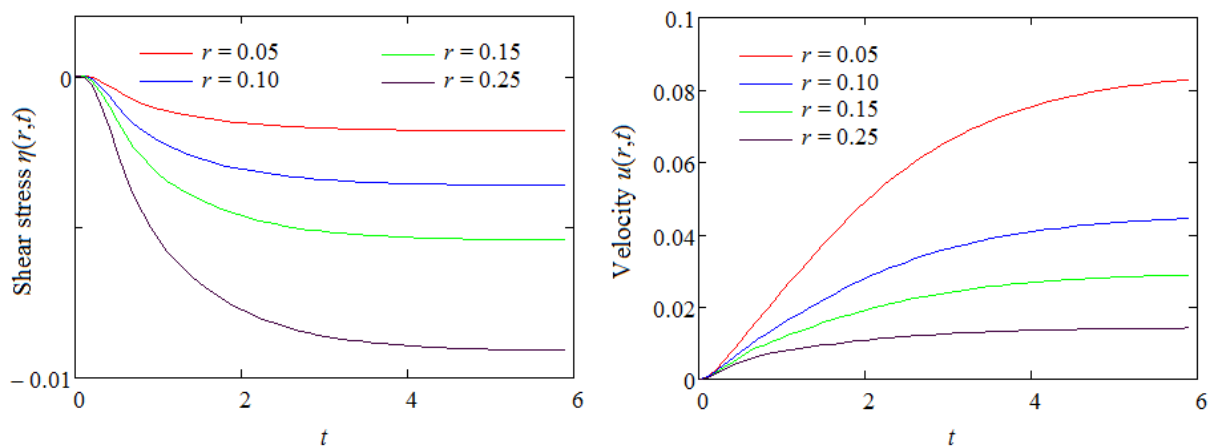 Shear stress η(r,t)
r = 0.05
r = 0.10
r = 0.15
r = 0.25
0
– 0.01
0
2
4
6
t
Velocity u(r,t)
r = 0.05
r = 0.10
r = 0.15
r = 0.25
0.1
0.08
0.06
0.04
0.02
0
0
2
4
6
t